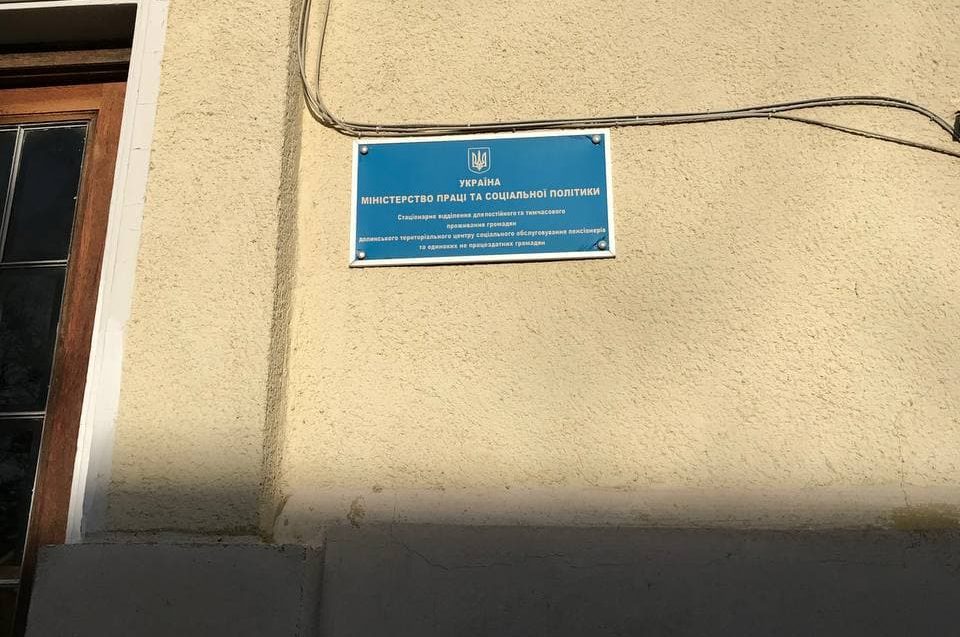 УКРАЇНА
МІНІСТЕРСТВО ПРАЦІ ТА СОЦІАЛЬНОЇ ПОЛІТИКИ
Стаціонарне відділення для постійного та тимчасового
проживання громадян
долинського територіального центру соціального обслуговування пенсіонерів
та одиноких не працездатних громадян